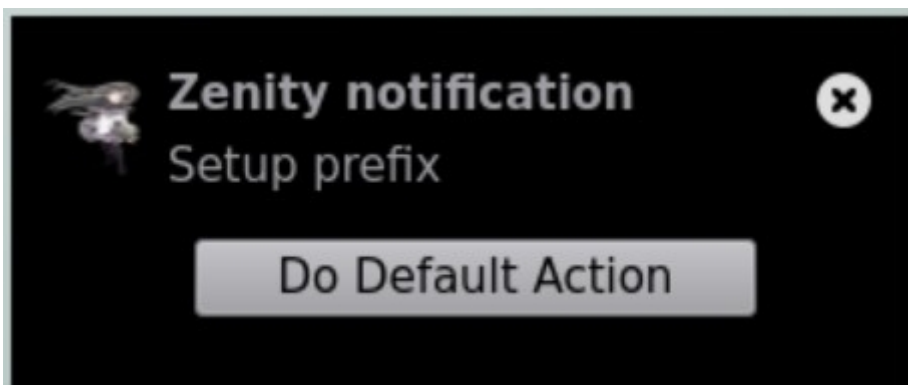 Zenity notification
Setup prefix
Do Default Action